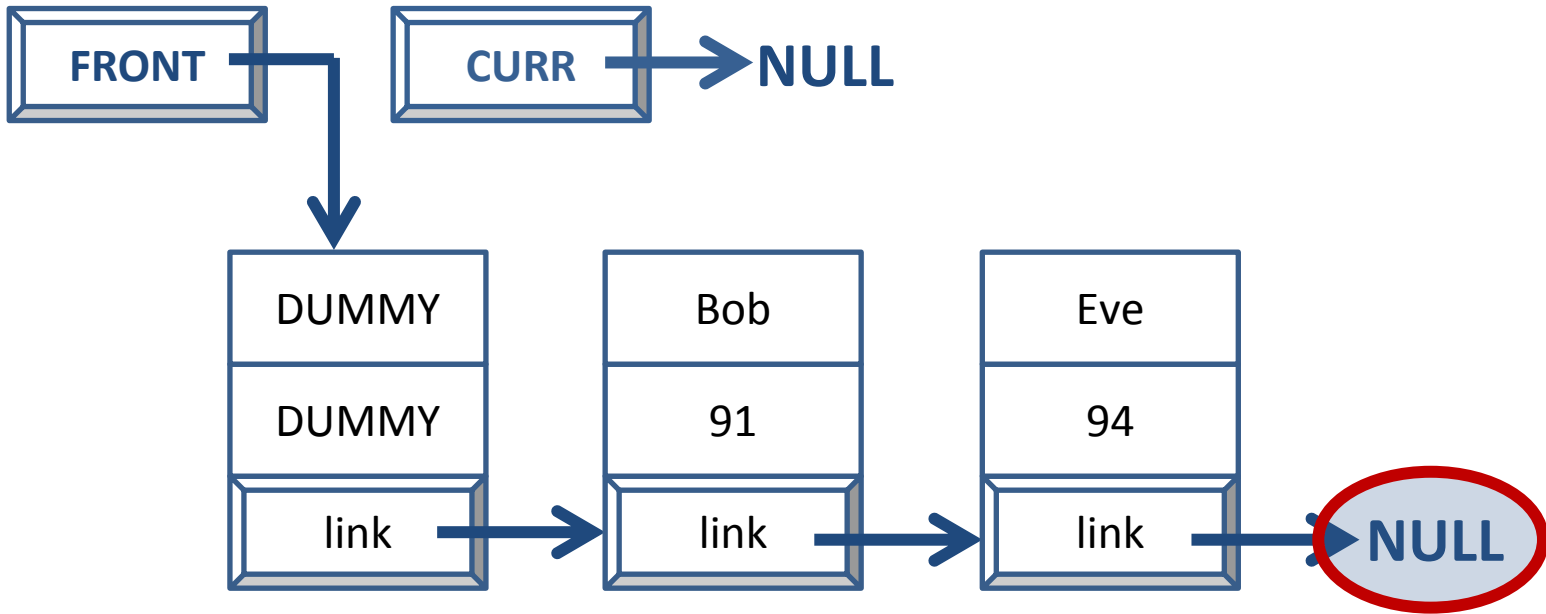 FRONT CURR NULL
DUMMY Bob Eve
DUMMY 91 94
link link link NULL